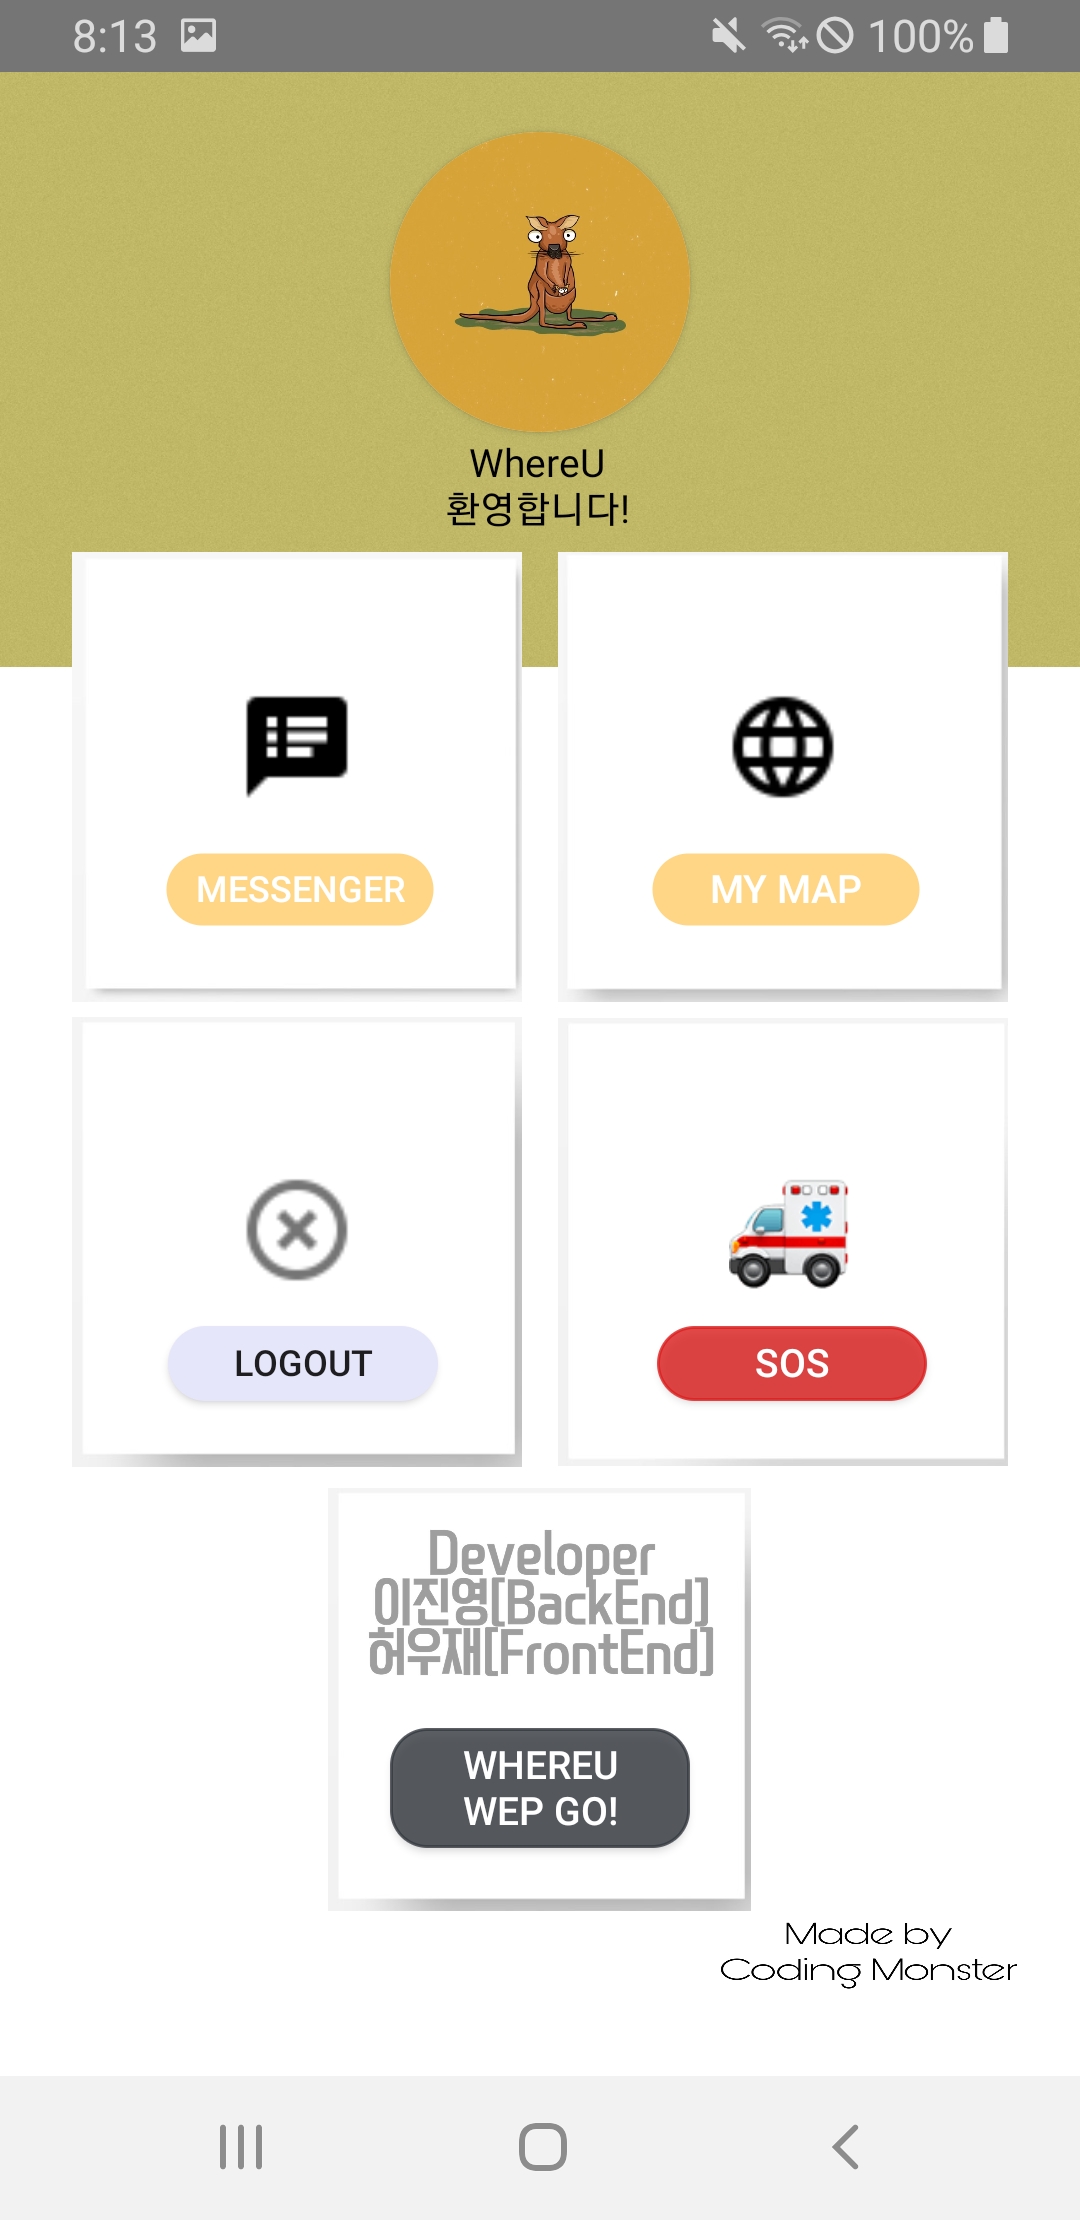 8:13
100%
WhereU
환영합니다!
MESSENGER
MY MAP
LOGOUT
SOS
Developer
이진영[BackEnd]
허우재[FrontEnd]
WHEREU
WEP GO!
Made by
Coding Monster